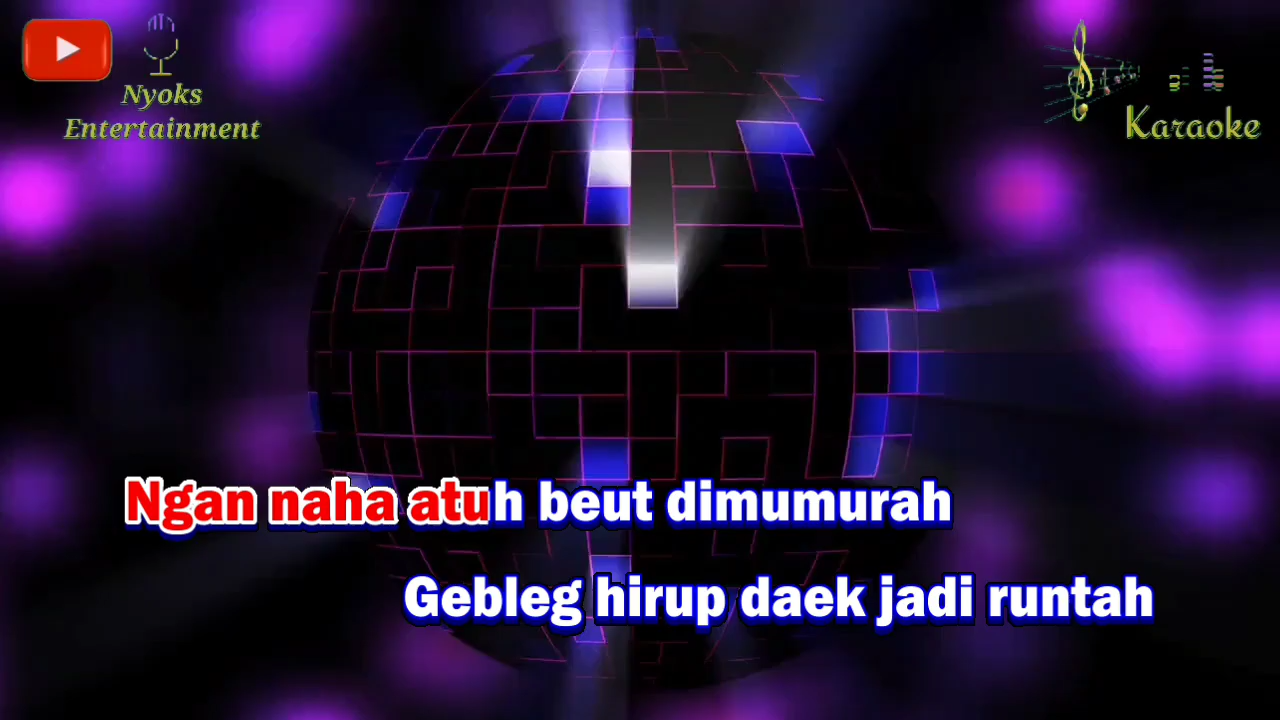 Nyoks
Entertainment
Karaoke
Ngan naha atuh beut dimumurah
Gebleg hirup daek jadi runtah